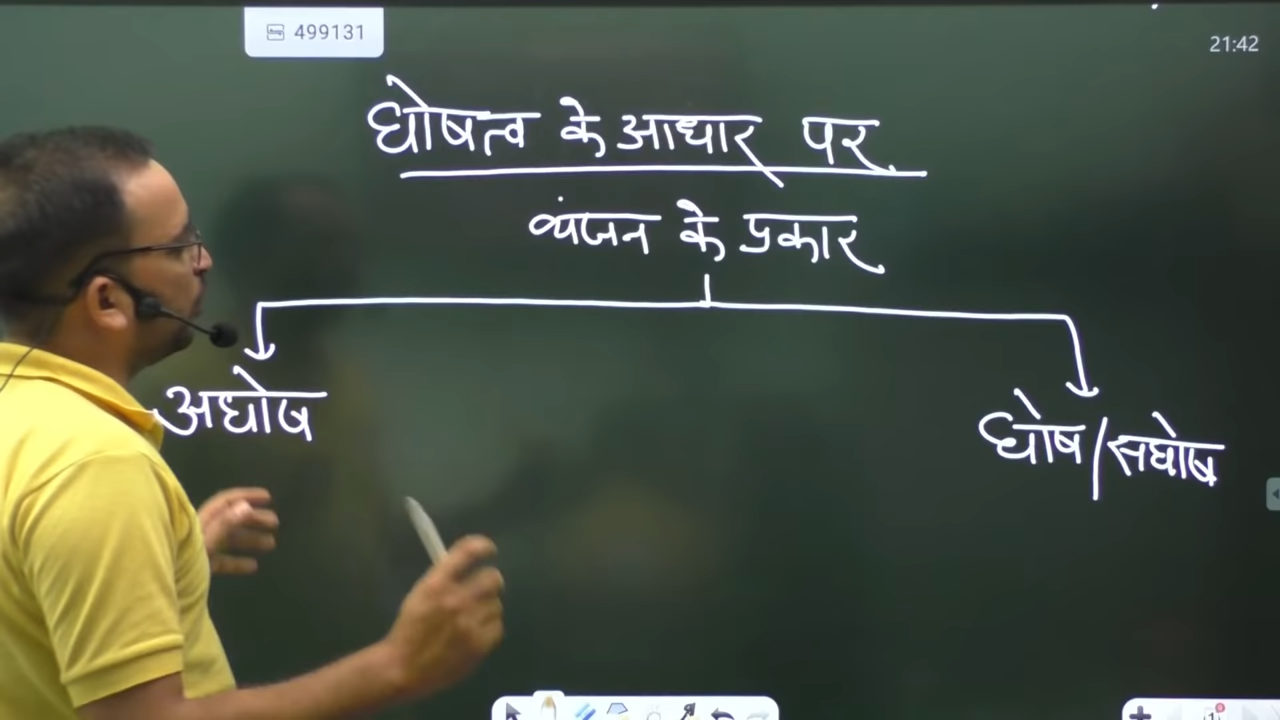 499131
21:42
घोषत्व के आधार पर
व्यंजन के प्रकार
अघोष
घोष/सघोष